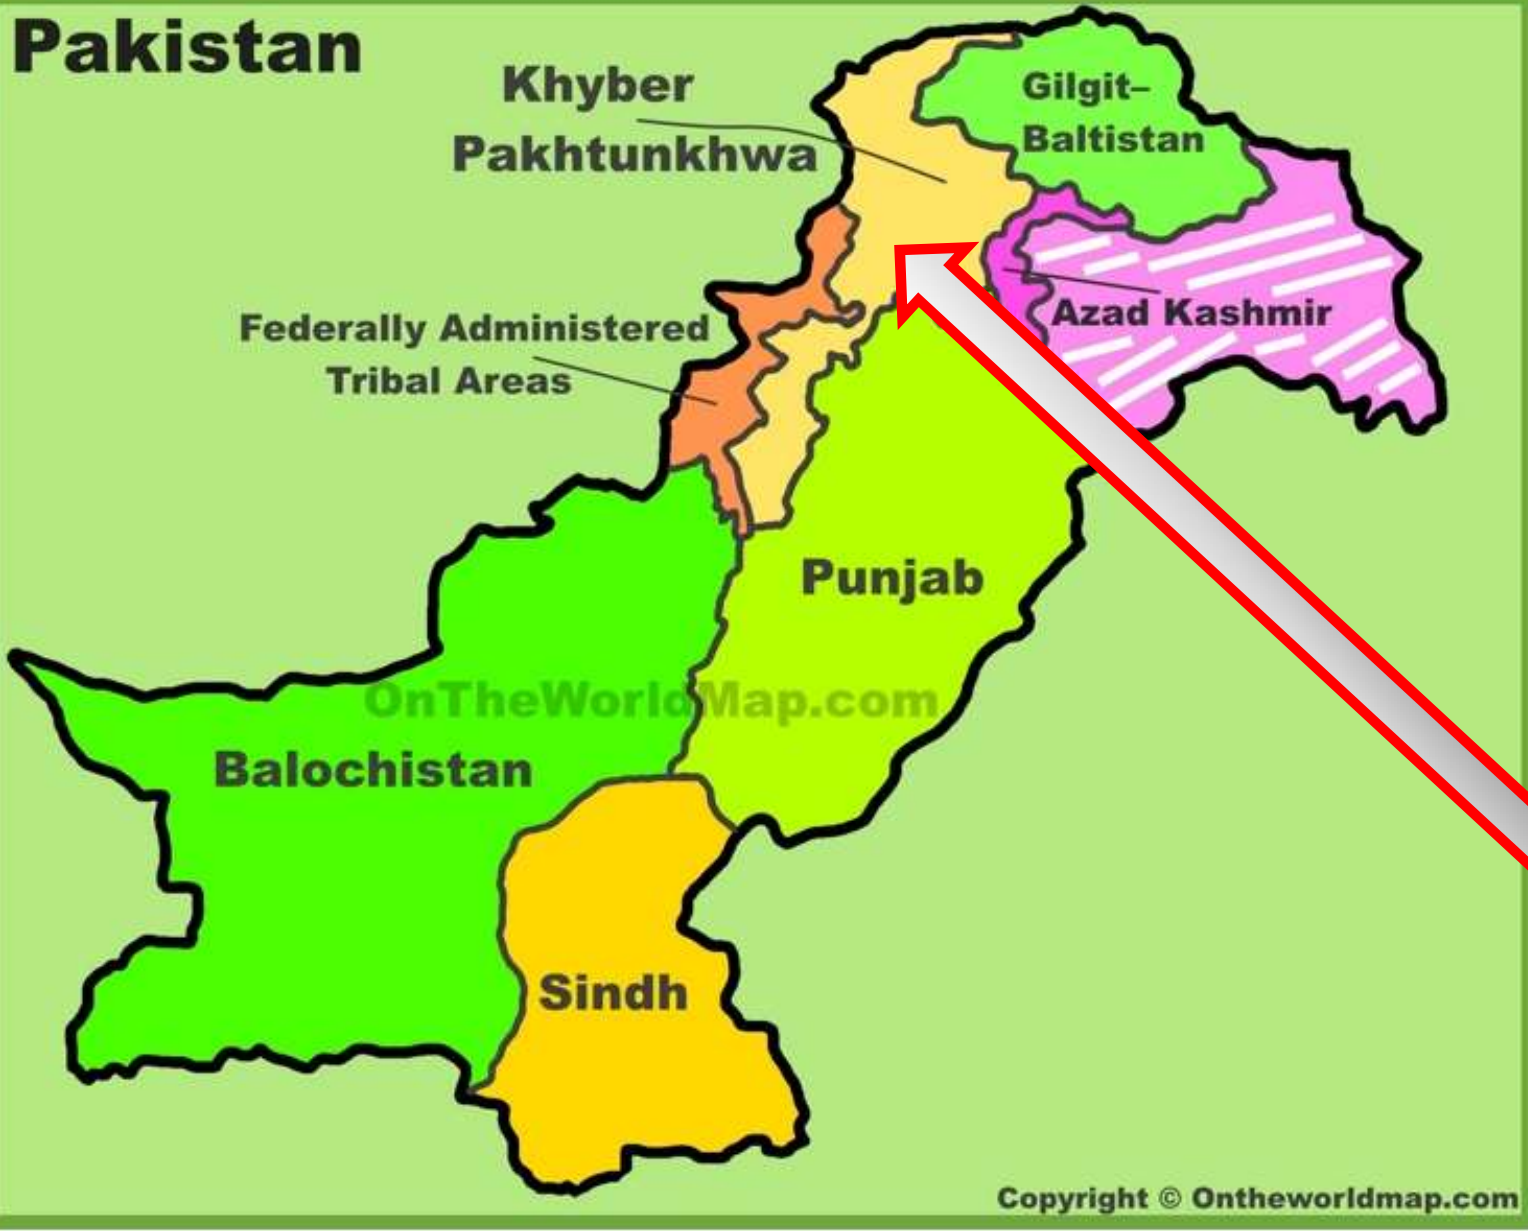 Pakistan
Khyber
Pakhtunkhwa
Gilgit–
Baltistan
Azad Kashmir
Federally Administered
Tribal Areas
Punjab
OnTheWorldMap.com
Balochistan
Sindh
Copyright © Ontheworldmap.com